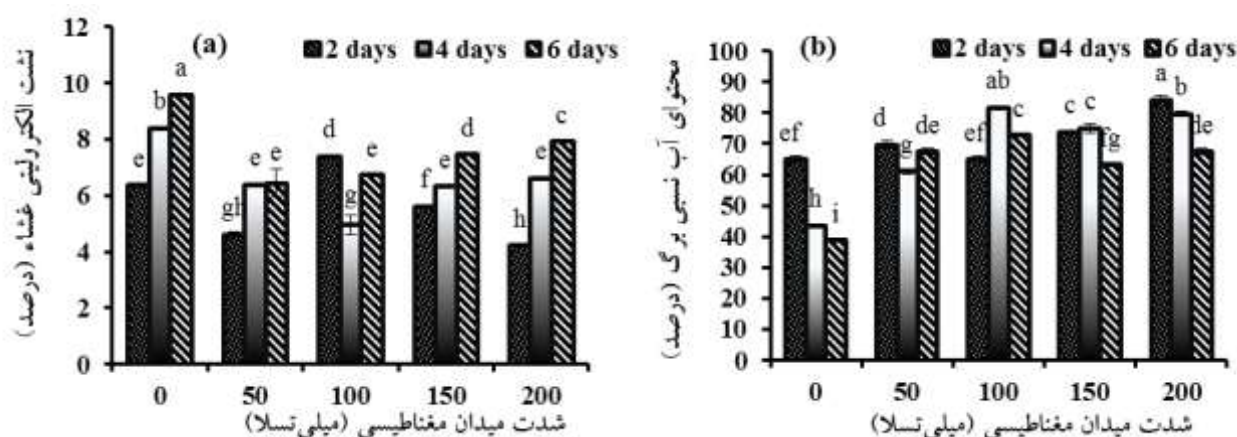 12
10
8
6
4
2
0
نشت الکترولیتی غشاء (درصد)
(a)
2 days 4 days 6 days
e b a
gh e e
d g e
f e d
h e c
0 50 100 150 200
شدت میدان مغناطیسی (میلی‌تسلا)
100
90
80
70
60
50
40
30
20
10
0
محتوای آب نسبی برگ (درصد)
(b)
2 days 4 days 6 days
ef h i
d g de
ef ab c
c c fg
a b de
0 50 100 150 200
شدت میدان مغناطیسی (میلی‌تسلا)